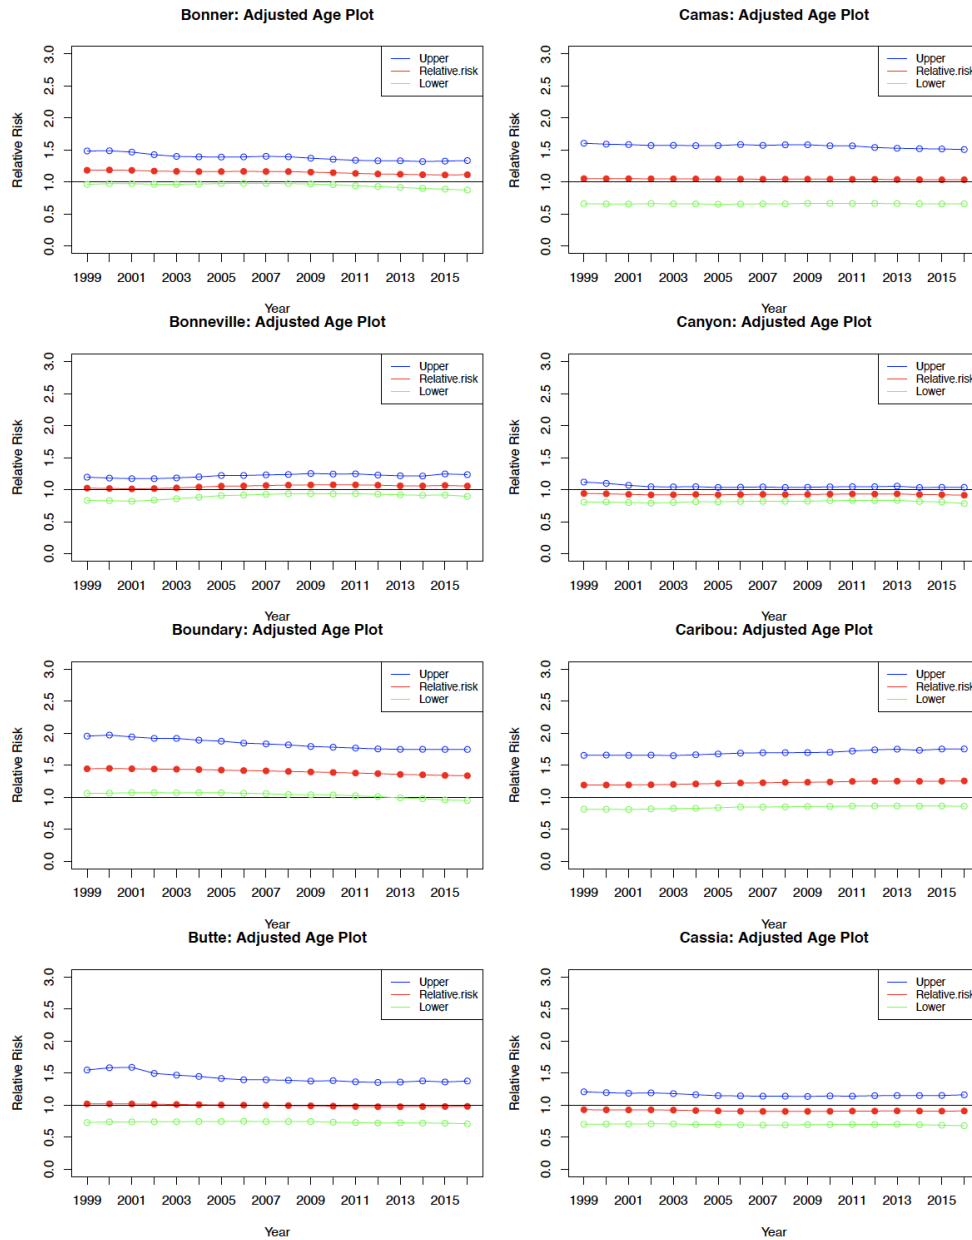 Bonner: Adjusted Age Plot
Relative Risk
3.0
2.5
2.0
1.5
1.0
0.5
0.0
Upper
Relative.risk
Lower
1999 2001 2003 2005 2007 2009 2011 2013 2015
Year
Camas: Adjusted Age Plot
Relative Risk
3.0
2.5
2.0
1.5
1.0
0.5
0.0
Upper
Relative.risk
Lower
1999 2001 2003 2005 2007 2009 2011 2013 2015
Year
Bonneville: Adjusted Age Plot
Relative Risk
3.0
2.5
2.0
1.5
1.0
0.5
0.0
Upper
Relative.risk
Lower
1999 2001 2003 2005 2007 2009 2011 2013 2015
Year
Canyon: Adjusted Age Plot
Relative Risk
3.0
2.5
2.0
1.5
1.0
0.5
0.0
Upper
Relative.risk
Lower
1999 2001 2003 2005 2007 2009 2011 2013 2015
Year
Boundary: Adjusted Age Plot
Relative Risk
3.0
2.5
2.0
1.5
1.0
0.5
0.0
Upper
Relative.risk
Lower
1999 2001 2003 2005 2007 2009 2011 2013 2015
Year
Caribou: Adjusted Age Plot
Relative Risk
3.0
2.5
2.0
1.5
1.0
0.5
0.0
Upper
Relative.risk
Lower
1999 2001 2003 2005 2007 2009 2011 2013 2015
Year
Butte: Adjusted Age Plot
Relative Risk
3.0
2.5
2.0
1.5
1.0
0.5
0.0
Upper
Relative.risk
Lower
1999 2001 2003 2005 2007 2009 2011 2013 2015
Year
Cassia: Adjusted Age Plot
Relative Risk
3.0
2.5
2.0
1.5
1.0
0.5
0.0
Upper
Relative.risk
Lower
1999 2001 2003 2005 2007 2009 2011 2013 2015
Year